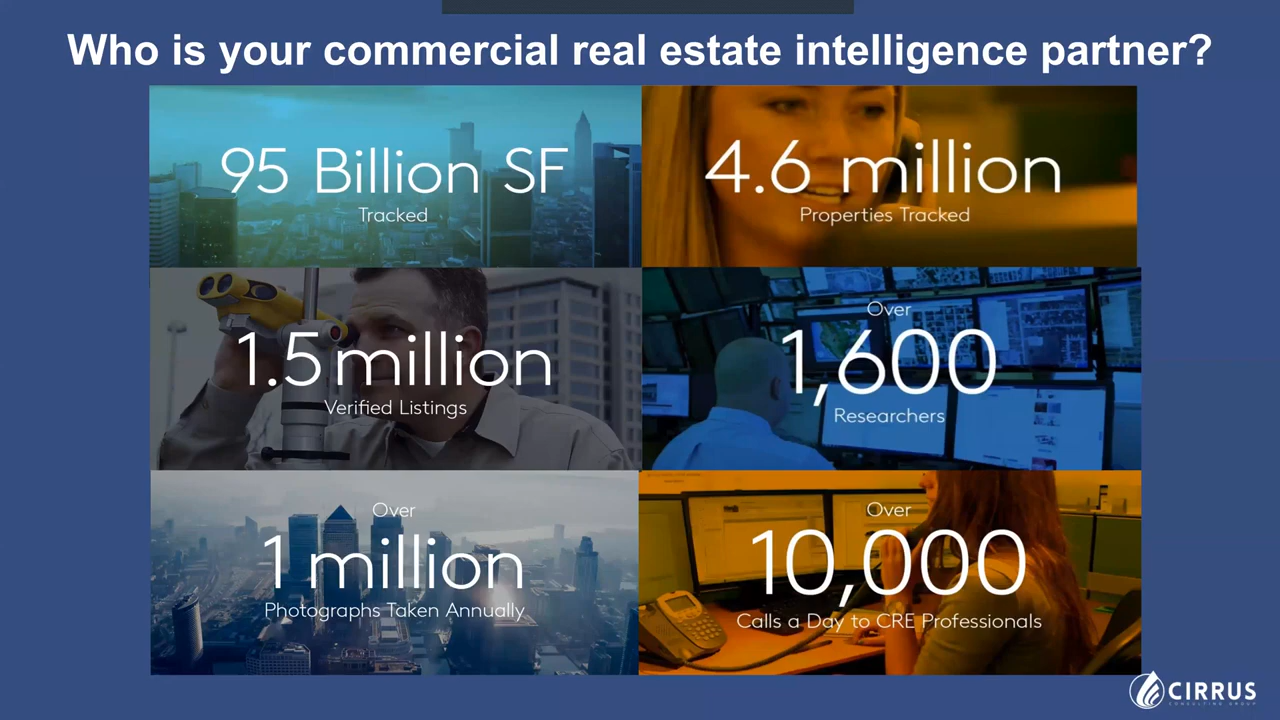 Who is your commercial real estate intelligence partner?
95 Billion SF
Tracked
4.6 million
Properties Tracked
1.5 million
Verified Listings
Over
1,600
Researchers
Over
1 million
Photographs Taken Annually
Over
10,000
Calls a Day to CRE Professionals
CIRRUS
CONSULTING GROUP